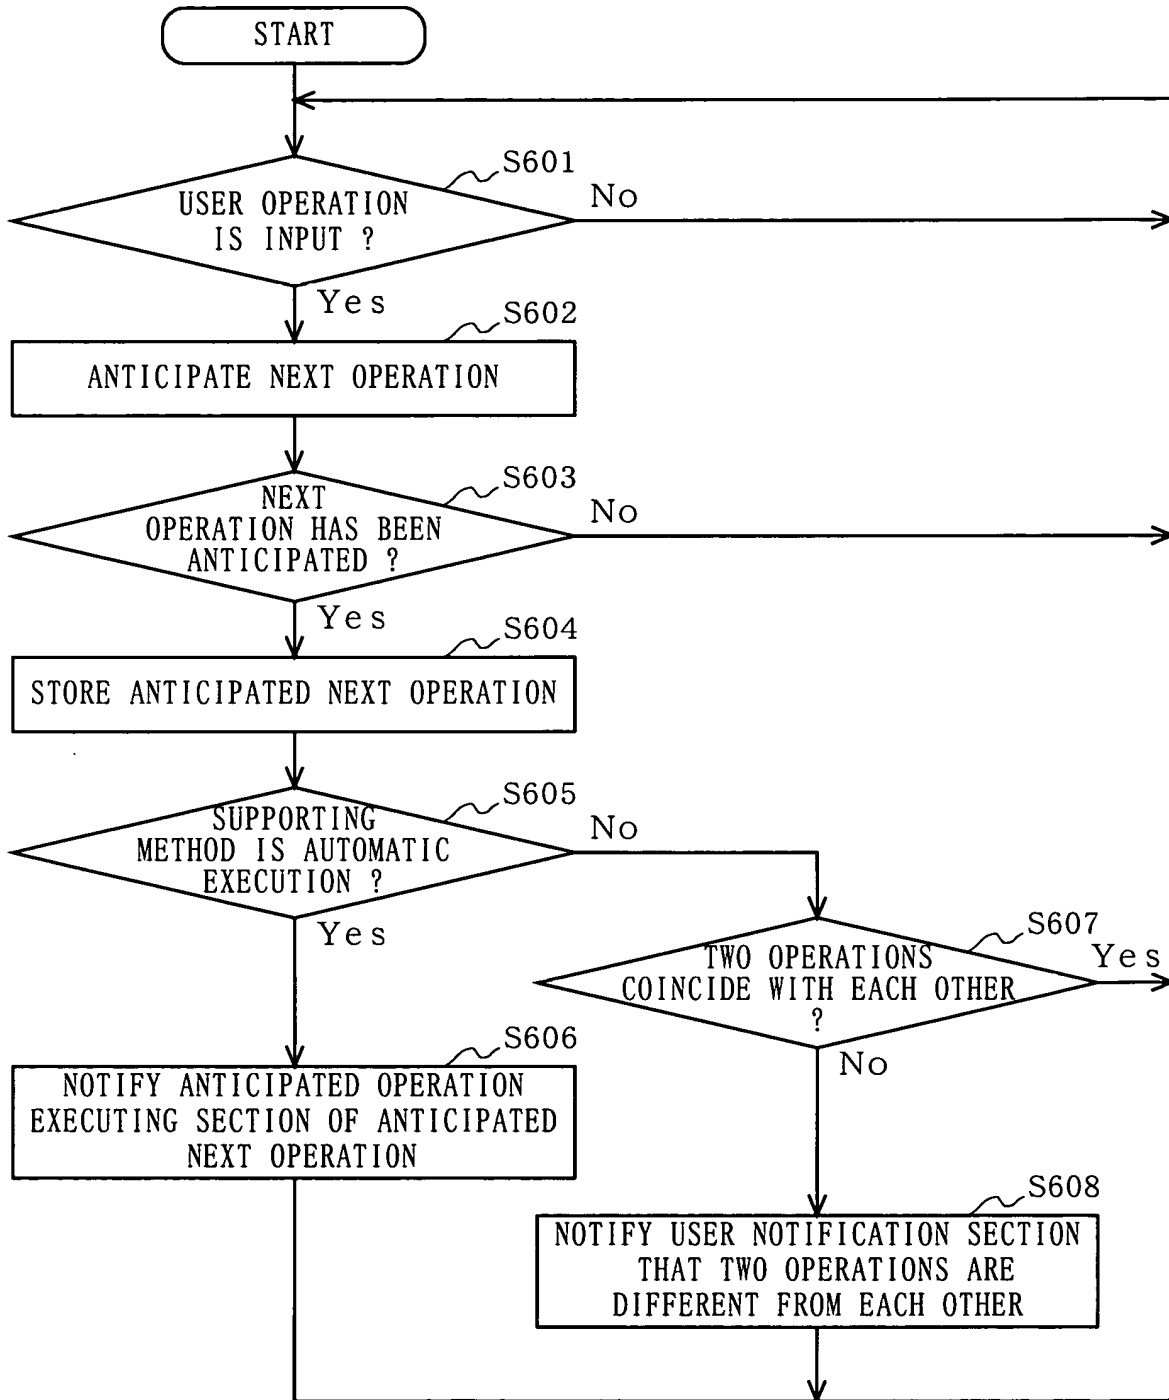 START
S601
USER OPERATION
IS INPUT ?
No
Yes
S602
ANTICIPATE NEXT OPERATION
S603
NEXT
OPERATION HAS BEEN
ANTICIPATED ?
No
Yes
S604
STORE ANTICIPATED NEXT OPERATION
S605
SUPPORTING
METHOD IS AUTOMATIC
EXECUTION ?
No
Yes
S607
TWO OPERATIONS
COINCIDE WITH EACH OTHER
?
Yes
No
S606
NOTIFY ANTICIPATED OPERATION
EXECUTING SECTION OF ANTICIPATED
NEXT OPERATION
S608
NOTIFY USER NOTIFICATION SECTION
THAT TWO OPERATIONS ARE
DIFFERENT FROM EACH OTHER